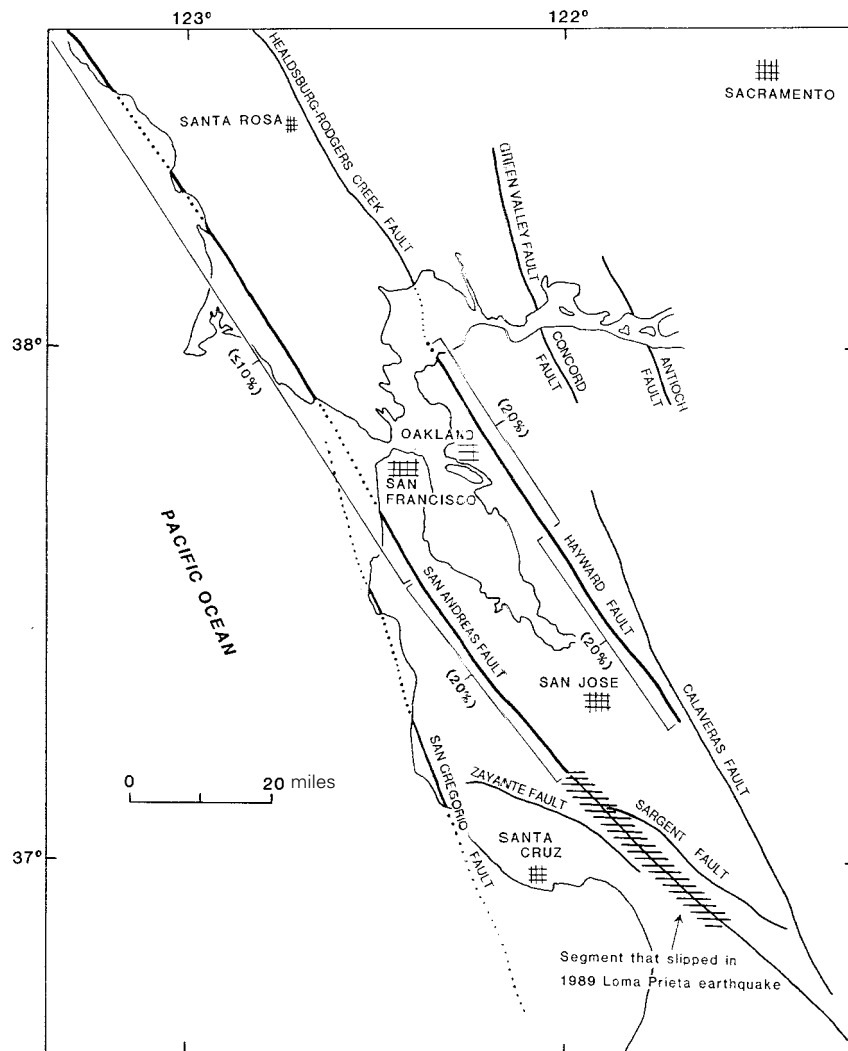 123°
122°
HEALDSBURG-RODGERS CREEK FAULT
SACRAMENTO
SANTA ROSA
GREEN VALLEY FAULT
38°
(≤10%)
CONCORD
FAULT
ANTIOCH
FAULT
(20%)
OAKLAND
SAN
FRANCISCO
PACIFIC OCEAN
HAYWARD FAULT
SAN ANDREAS FAULT
(20%)
(20%)
SAN JOSE
CALAVERAS FAULT
0
20 miles
SAN GREGORIO
FAULT
ZAYANTE FAULT
SARGENT
FAULT
SANTA
CRUZ
37°
Segment that slipped in
1989 Loma Prieta earthquake